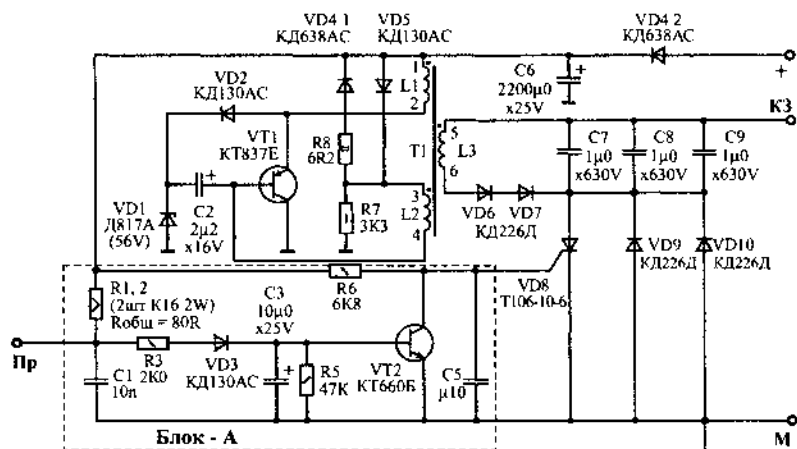 VD4 1
КД638АС
VD5
КД130АС
VD4 2
КД638АС
+
VD2
КД130АС
1
L1
2
C6
2200µ0
x25V
+
КЗ
VT1
КТ837Е
R8
6R2
T1
5
L3
6
C7
1µ0
x630V
C8
1µ0
x630V
C9
1µ0
x630V
+
VD1
Д817А
(56V)
C2
2µ2
x16V
R7
3K3
3
L2
4
VD6
VD7
КД226Д
R6
6K8
VD8
Т106-10-6
VD9
КД226Д
VD10
КД226Д
R1, 2
(2шт К16 2W)
Rобщ = 80R
C3
10µ0
x25V
Пр
R3
2K0
VD3
КД130АС
C1
10n
+
R5
47K
VT2
КТ660Б
C5
µ10
Блок - А
М